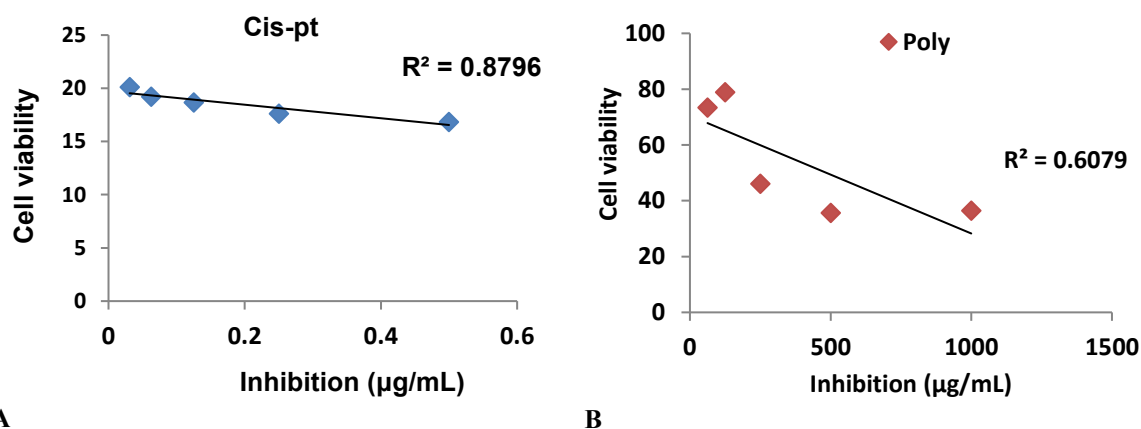 Cis-pt
R² = 0.8796
25
20
15
10
5
0
0
0.2
0.4
0.6
Cell viability
Inhibition (µg/mL)
A
Poly
R² = 0.6079
100
80
60
40
20
0
0
500
1000
1500
Cell viability
Inhibition (µg/mL)
B